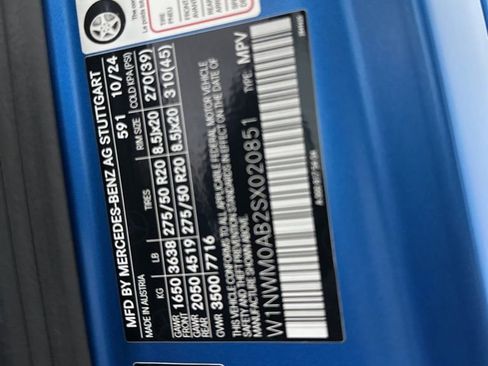 MFD BY MERCEDES-BENZ AG STUTTGART
MADE IN AUSTRIA 591 10/24
KG LB TIRES RIM SIZE COLD KPA(PSI)
GAWR FRONT 1650 3638 275/50 R20 8.5Jx20 270(39)
GAWR REAR 2050 4519 275/50 R20 8.5Jx20 310(45)
GVWR 3500 7716
THIS VEHICLE CONFORMS TO ALL APPLICABLE FEDERAL MOTOR VEHICLE
SAFETY STANDARDS IN EFFECT ON THE DATE OF
MANUFACTURE SHOWN ABOVE.
W1NWM0AB2SX020851 TYPE: MPV